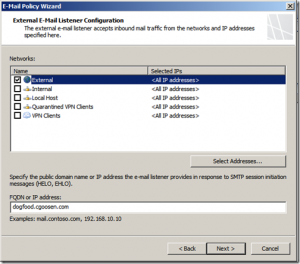 E-Mail Policy Wizard
External E-Mail Listener Configuration
The external e-mail listener accepts inbound mail traffic from the networks and IP addresses
specified here.
Networks:
Name Selected IPs
External <All IP addresses>
Internal <All IP addresses>
Local Host <All IP addresses>
Quarantined VPN Clients <All IP addresses>
VPN Clients <All IP addresses>
Select Addresses...
Specify the public domain name or IP address the e-mail listener provides in response to SMTP session initiation
messages (HELO, EHLO).
FQDN or IP address:
dogfood.cgoosen.com
Examples: mail.contoso.com, 192.168.10.10
< Back Next > Cancel